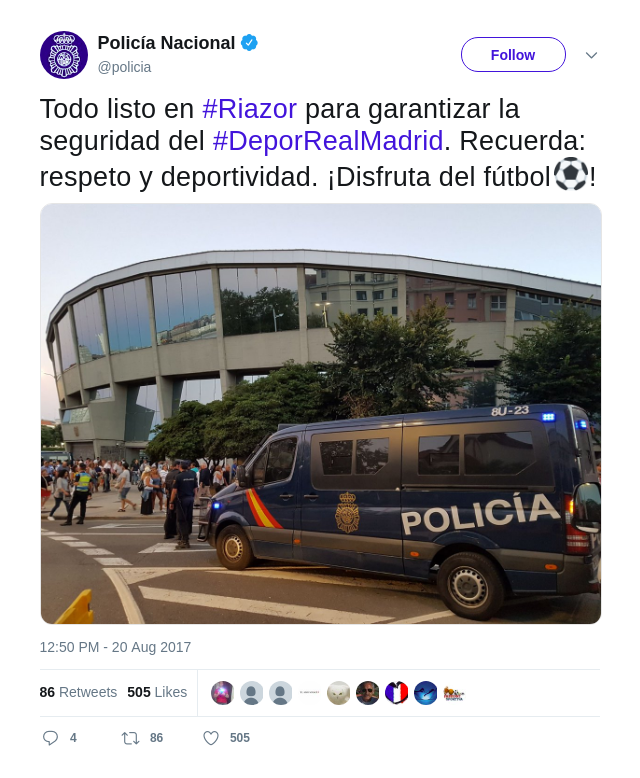 Policía Nacional
@policia
Follow
Todo listo en #Riazor para garantizar la
seguridad del #DeporRealMadrid. Recuerda:
respeto y deportividad. ¡Disfruta del fútbol⚽!
8U-23
POLICÍA
12:50 PM - 20 Aug 2017
86 Retweets 505 Likes
4 86 505